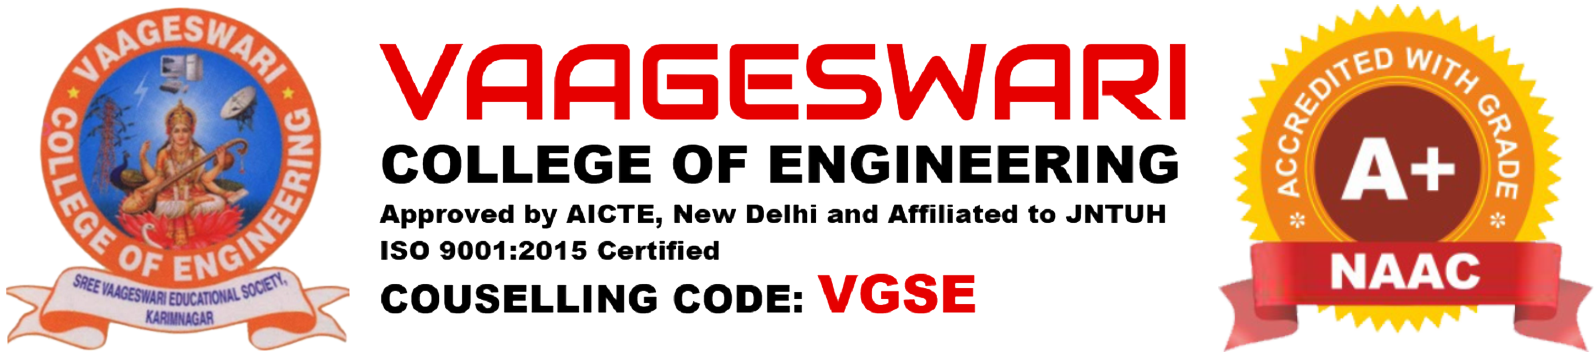 VAAGESWARI
COLLEGE OF ENGINEERING
SREE VAAGESWARI EDUCATIONAL SOCIETY,
KARIMNAGAR
VAAGESWARI
COLLEGE OF ENGINEERING
Approved by AICTE, New Delhi and Affiliated to JNTUH
ISO 9001:2015 Certified
COUSELLING CODE: VGSE
ACCREDITED WITH GRADE
A+
NAAC